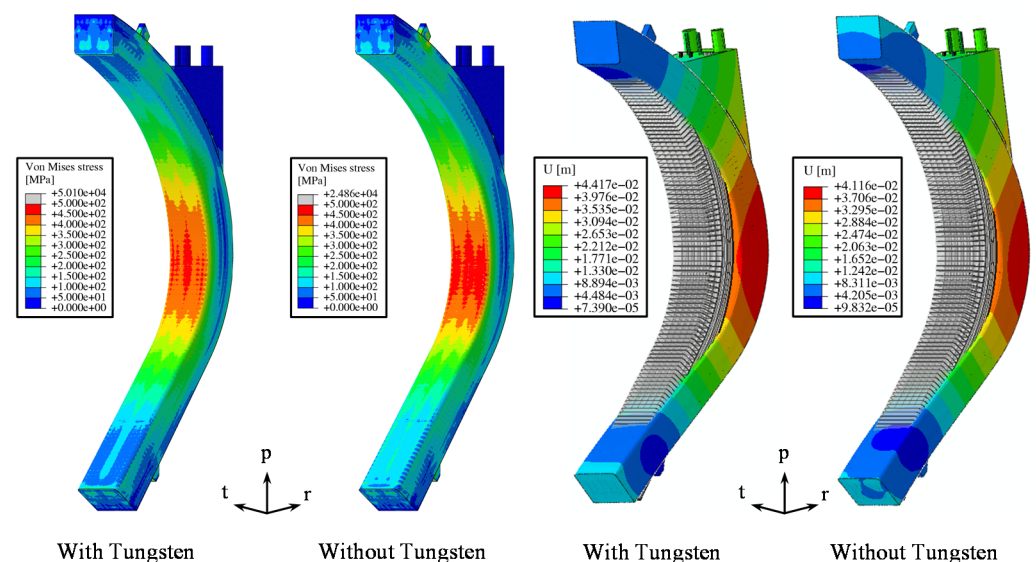 Von Mises stress
[MPa]
+5.010e+04
+5.000e+02
+4.500e+02
+4.000e+02
+3.500e+02
+3.000e+02
+2.500e+02
+2.000e+02
+1.500e+02
+1.000e+02
+5.000e+01
+0.000e+00
Von Mises stress
[MPa]
+2.486e+04
+5.000e+02
+4.500e+02
+4.000e+02
+3.500e+02
+3.000e+02
+2.500e+02
+2.000e+02
+1.500e+02
+1.000e+02
+5.000e+01
+0.000e+00
U [m]
+4.417e−02
+3.976e−02
+3.535e−02
+3.094e−02
+2.653e−02
+2.212e−02
+1.771e−02
+1.330e−02
+8.894e−03
+4.484e−03
+7.390e−05
U [m]
+4.116e−02
+3.706e−02
+3.295e−02
+2.884e−02
+2.474e−02
+2.063e−02
+1.652e−02
+1.242e−02
+8.311e−03
+4.205e−03
+9.832e−05
p
t
r
p
t
r
With Tungsten
Without Tungsten
With Tungsten
Without Tungsten